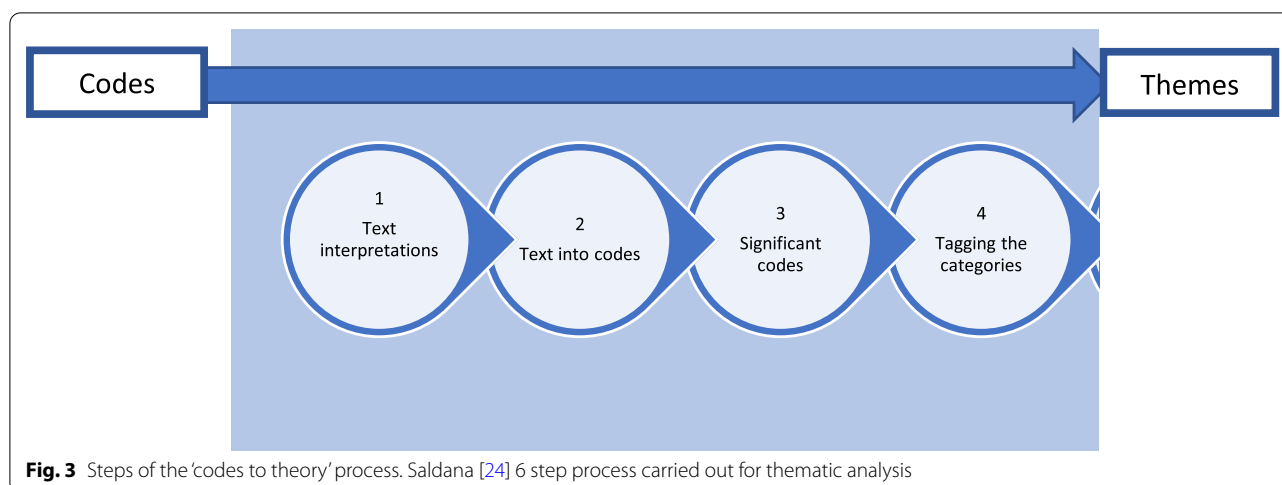 Codes
Themes
1
Text
interpretations
2
Text into codes
3
Significant
codes
4
Tagging the
categories
Fig. 3 Steps of the ‘codes to theory’ process. Saldana [24] 6 step process carried out for thematic analysis